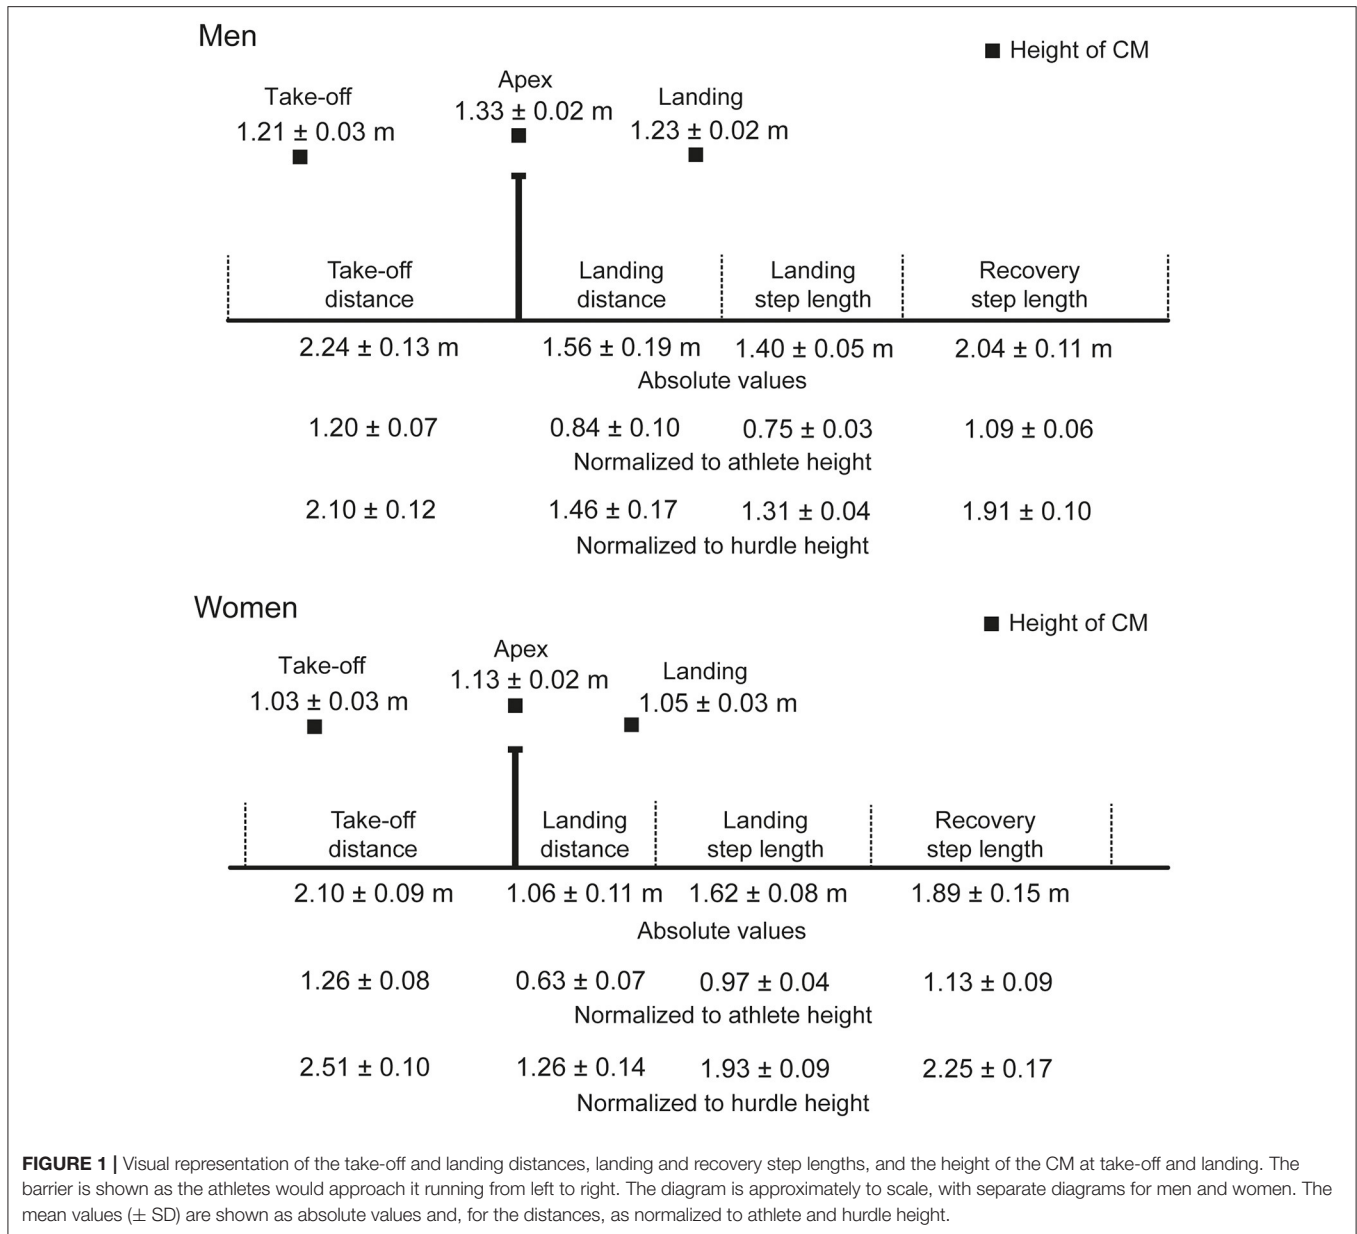 Men
■ Height of CM
Apex
1.33 ± 0.02 m
Take-off
1.21 ± 0.03 m
Landing
1.23 ± 0.02 m
Take-off distance
Landing distance
Landing step length
Recovery step length
2.24 ± 0.13 m 1.56 ± 0.19 m 1.40 ± 0.05 m 2.04 ± 0.11 m
Absolute values
1.20 ± 0.07 0.84 ± 0.10 0.75 ± 0.03 1.09 ± 0.06
Normalized to athlete height
2.10 ± 0.12 1.46 ± 0.17 1.31 ± 0.04 1.91 ± 0.10
Normalized to hurdle height
Women
■ Height of CM
Apex
1.13 ± 0.02 m
Take-off
1.03 ± 0.03 m
Landing
1.05 ± 0.03 m
Take-off distance
Landing distance
Landing step length
Recovery step length
2.10 ± 0.09 m 1.06 ± 0.11 m 1.62 ± 0.08 m 1.89 ± 0.15 m
Absolute values
1.26 ± 0.08 0.63 ± 0.07 0.97 ± 0.04 1.13 ± 0.09
Normalized to athlete height
2.51 ± 0.10 1.26 ± 0.14 1.93 ± 0.09 2.25 ± 0.17
Normalized to hurdle height
FIGURE 1 | Visual representation of the take-off and landing distances, landing and recovery step lengths, and the height of the CM at take-off and landing. The
barrier is shown as the athletes would approach it running from left to right. The diagram is approximately to scale, with separate diagrams for men and women. The
mean values (± SD) are shown as absolute values and, for the distances, as normalized to athlete and hurdle height.